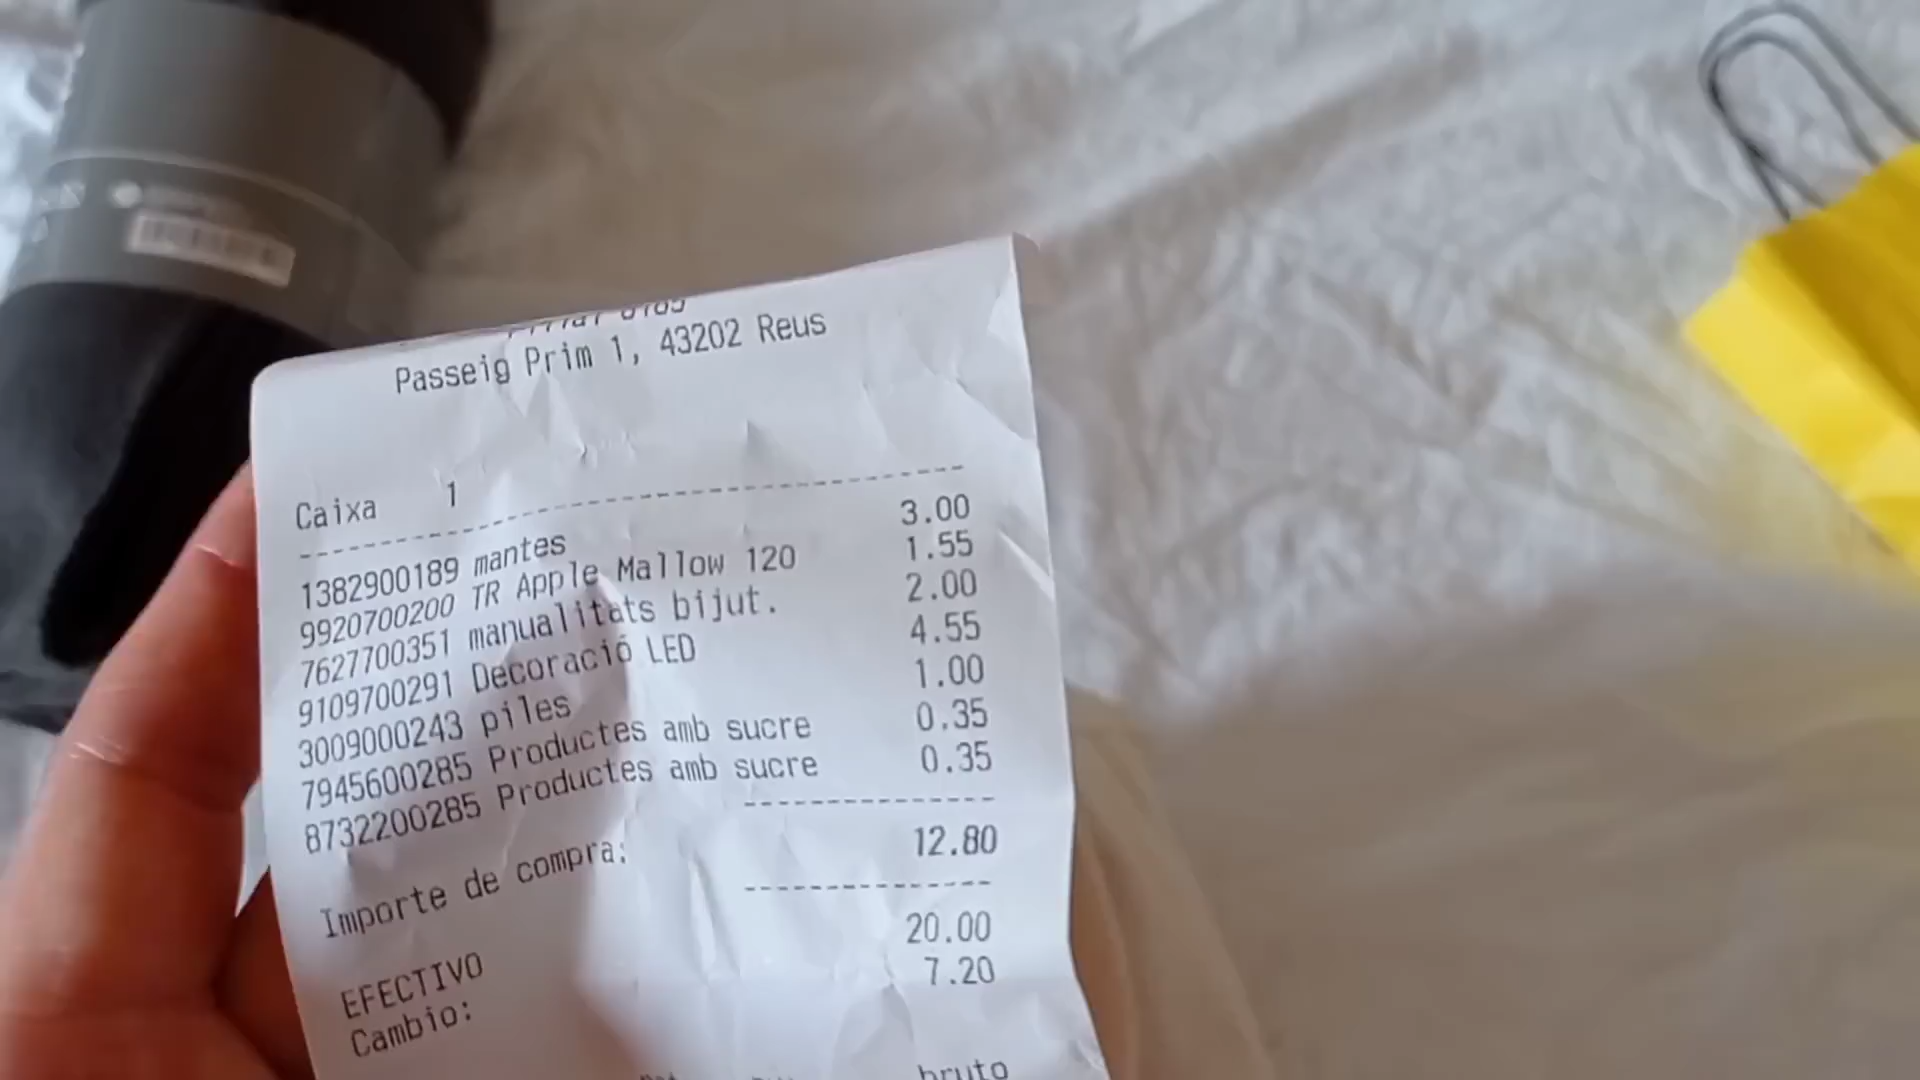 Passeig Prim 1, 43202 Reus
Caixa 1
1382900189 mantes 3.00
9920700200 TR Apple Mallow 120 1.55
7627700351 manualitats bijut. 2.00
9109700291 Decoració LED 4.55
3009000243 piles 1.00
7945600285 Productes amb sucre 0.35
8732200285 Productes amb sucre 0.35
Importe de compra: 12.80
EFECTIVO 20.00
Cambio: 7.20
bruto